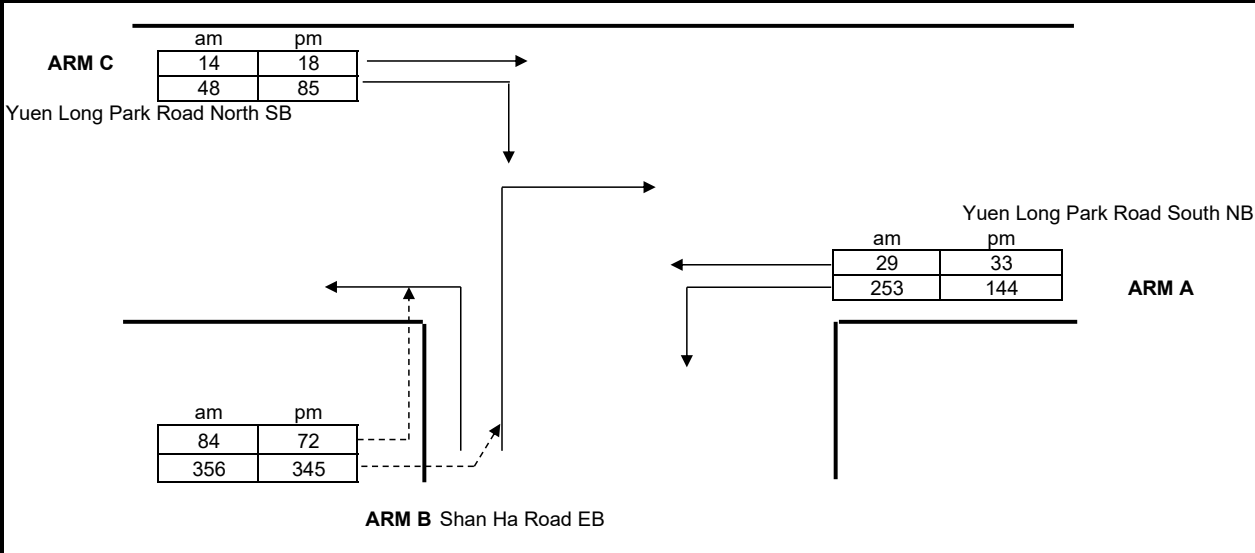 am pm
ARM C 14 18
48 85
Yuen Long Park Road North SB
Yuen Long Park Road South NB
am pm
29 33
253 144 ARM A
am pm
84 72
356 345
ARM B Shan Ha Road EB